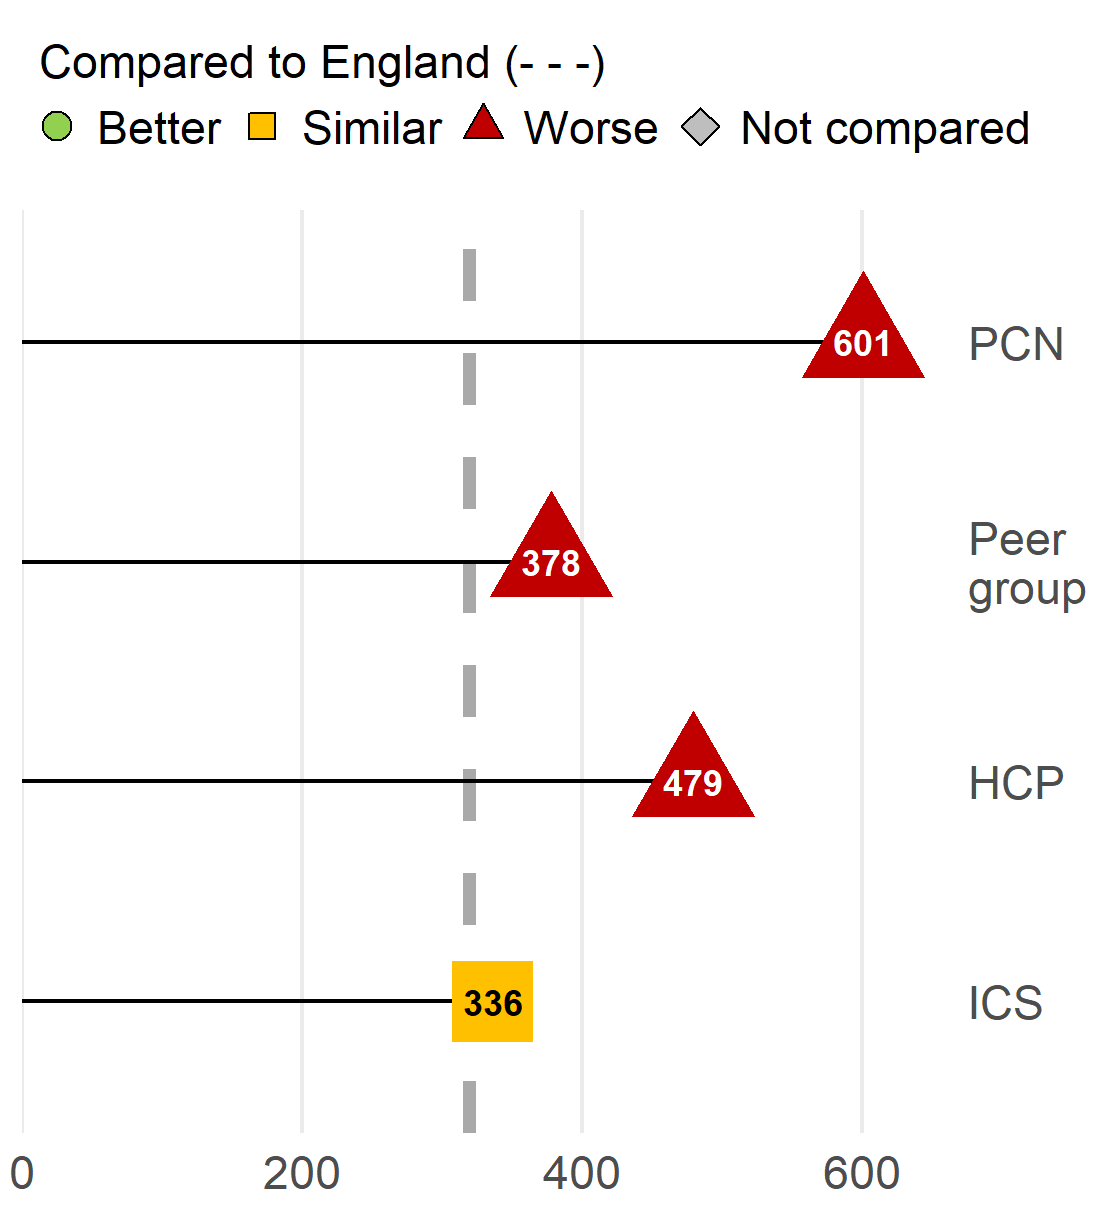 Compared to England (- - -)
Better Similar Worse Not compared
601 PCN
Peer
378 group
479 HCP
336 ICS
0 200 400 600